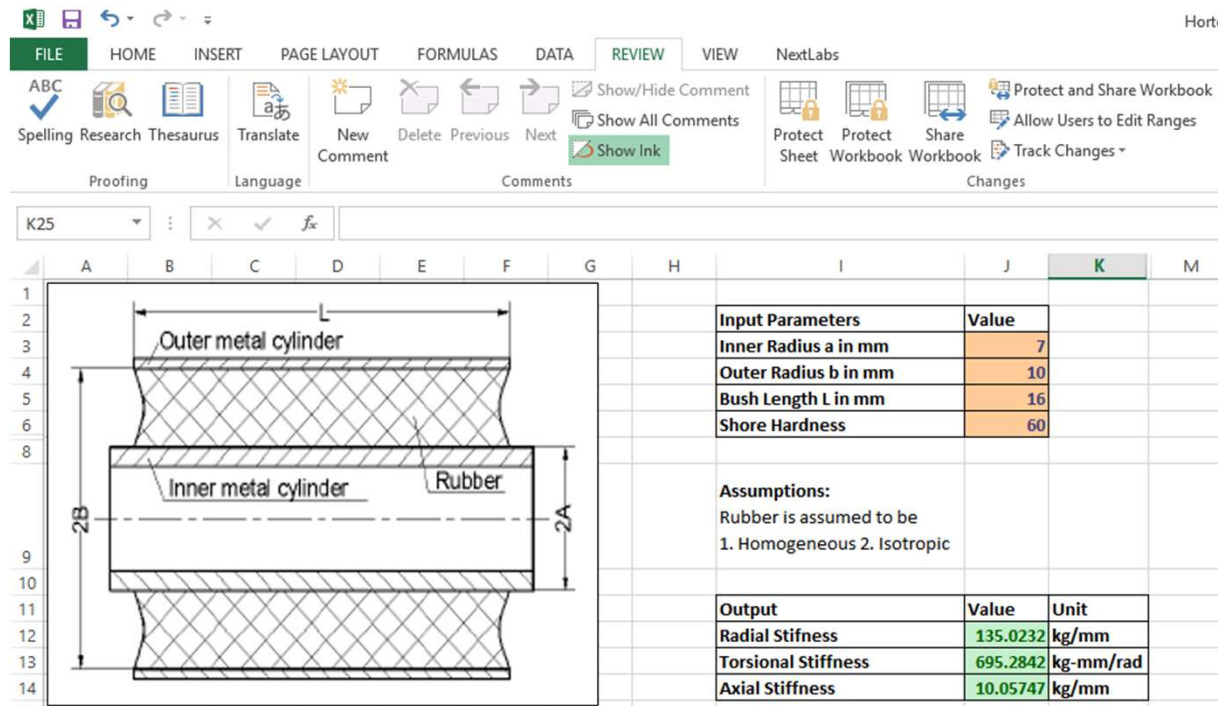 Horto
FILE HOME INSERT PAGE LAYOUT FORMULAS DATA REVIEW VIEW NextLabs
ABC
Spelling Research Thesaurus
Proofing
Translate
Language
New Comment
Delete Previous Next
Show/Hide Comment
Show All Comments
Show Ink
Comments
Protect Sheet
Protect Workbook
Share Workbook
Protect and Share Workbook
Allow Users to Edit Ranges
Track Changes
Changes
K25 fx
A B C D E F G H I J K M
1
2
3
4
5
6
8
9
10
11
12
13
14
L
Outer metal cylinder
Rubber
Inner metal cylinder
2B
2A
Input Parameters Value
Inner Radius a in mm 7
Outer Radius b in mm 10
Bush Length L in mm 16
Shore Hardness 60
Assumptions:
Rubber is assumed to be
1. Homogeneous 2. Isotropic
Output Value Unit
Radial Stifness 135.0232 kg/mm
Torsional Stiffness 695.2842 kg-mm/rad
Axial Stiffness 10.05747 kg/mm